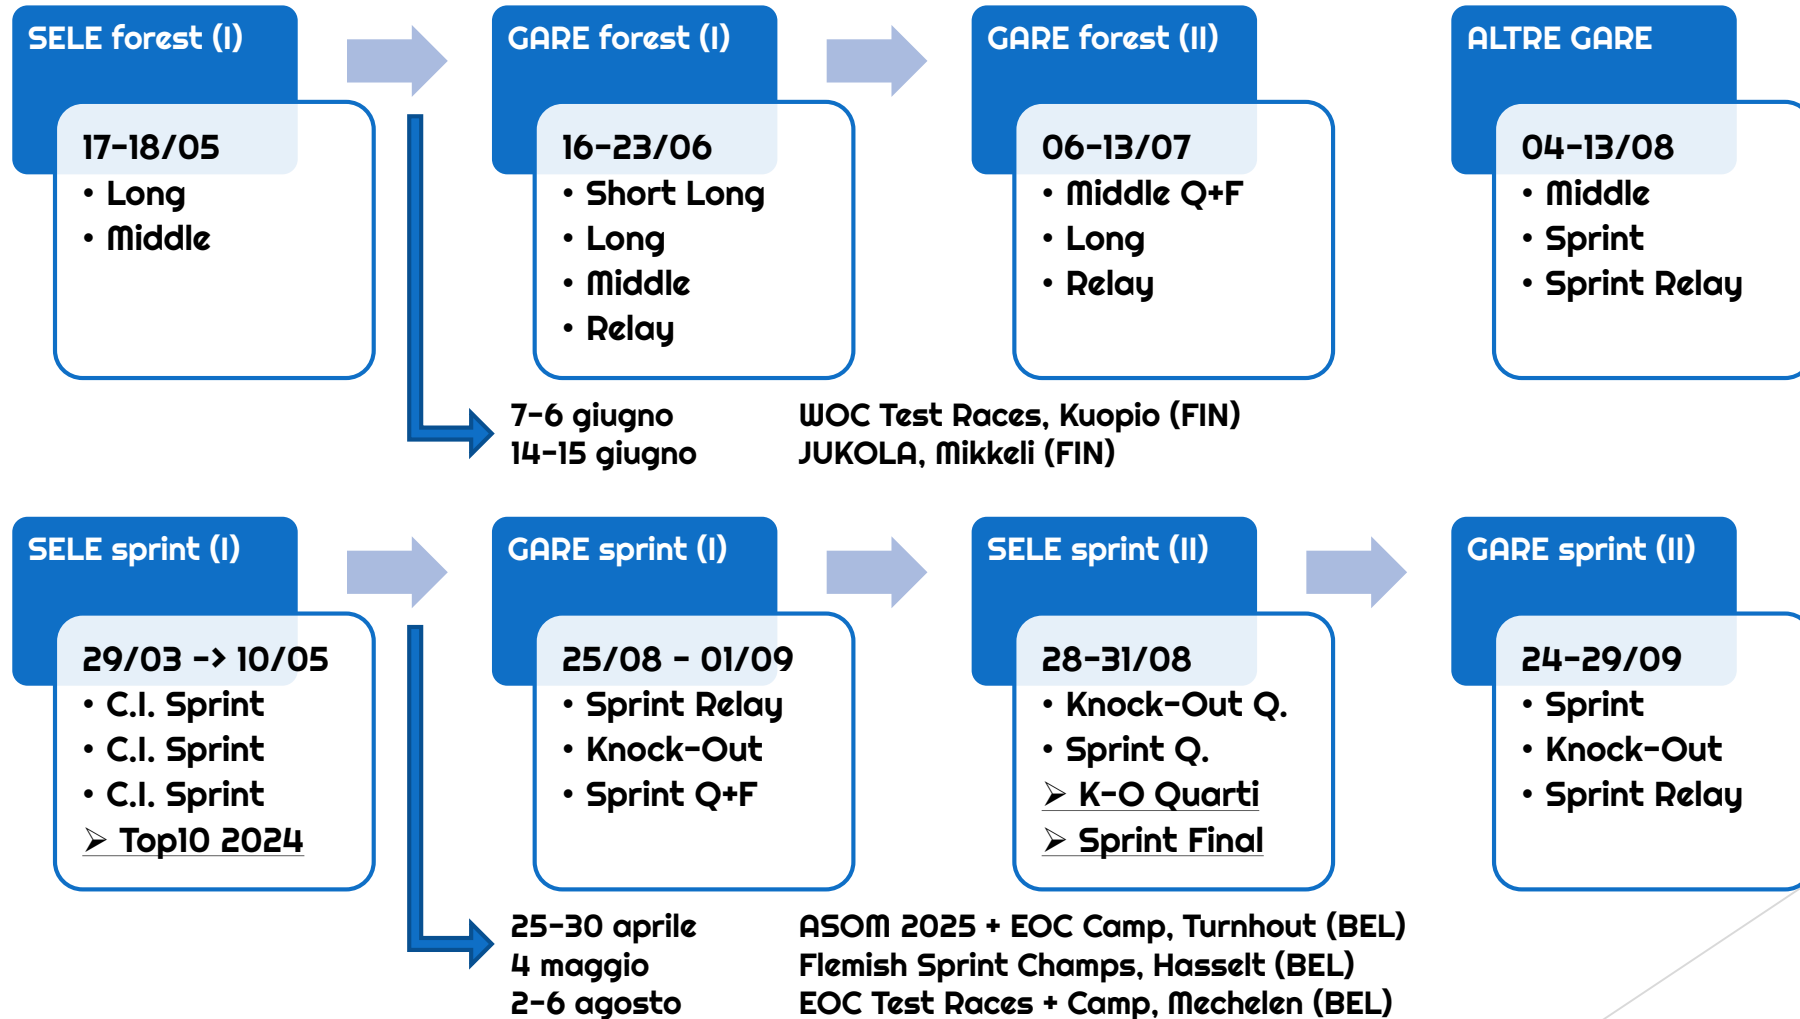 SELE forest (I)
17-18/05
• Long
• Middle
GARE forest (I)
16-23/06
• Short Long
• Long
• Middle
• Relay
GARE forest (II)
06-13/07
• Middle Q+F
• Long
• Relay
ALTRE GARE
04-13/08
• Middle
• Sprint
• Sprint Relay
7-6 giugno WOC Test Races, Kuopio (FIN)
14-15 giugno JUKOLA, Mikkeli (FIN)
SELE sprint (I)
29/03 -> 10/05
• C.I. Sprint
• C.I. Sprint
• C.I. Sprint
➢ Top10 2024
GARE sprint (I)
25/08 - 01/09
• Sprint Relay
• Knock-Out
• Sprint Q+F
SELE sprint (II)
28-31/08
• Knock-Out Q.
• Sprint Q.
➢ K-O Quarti
➢ Sprint Final
GARE sprint (II)
24-29/09
• Sprint
• Knock-Out
• Sprint Relay
25-30 aprile ASOM 2025 + EOC Camp, Turnhout (BEL)
4 maggio Flemish Sprint Champs, Hasselt (BEL)
2-6 agosto EOC Test Races + Camp, Mechelen (BEL)